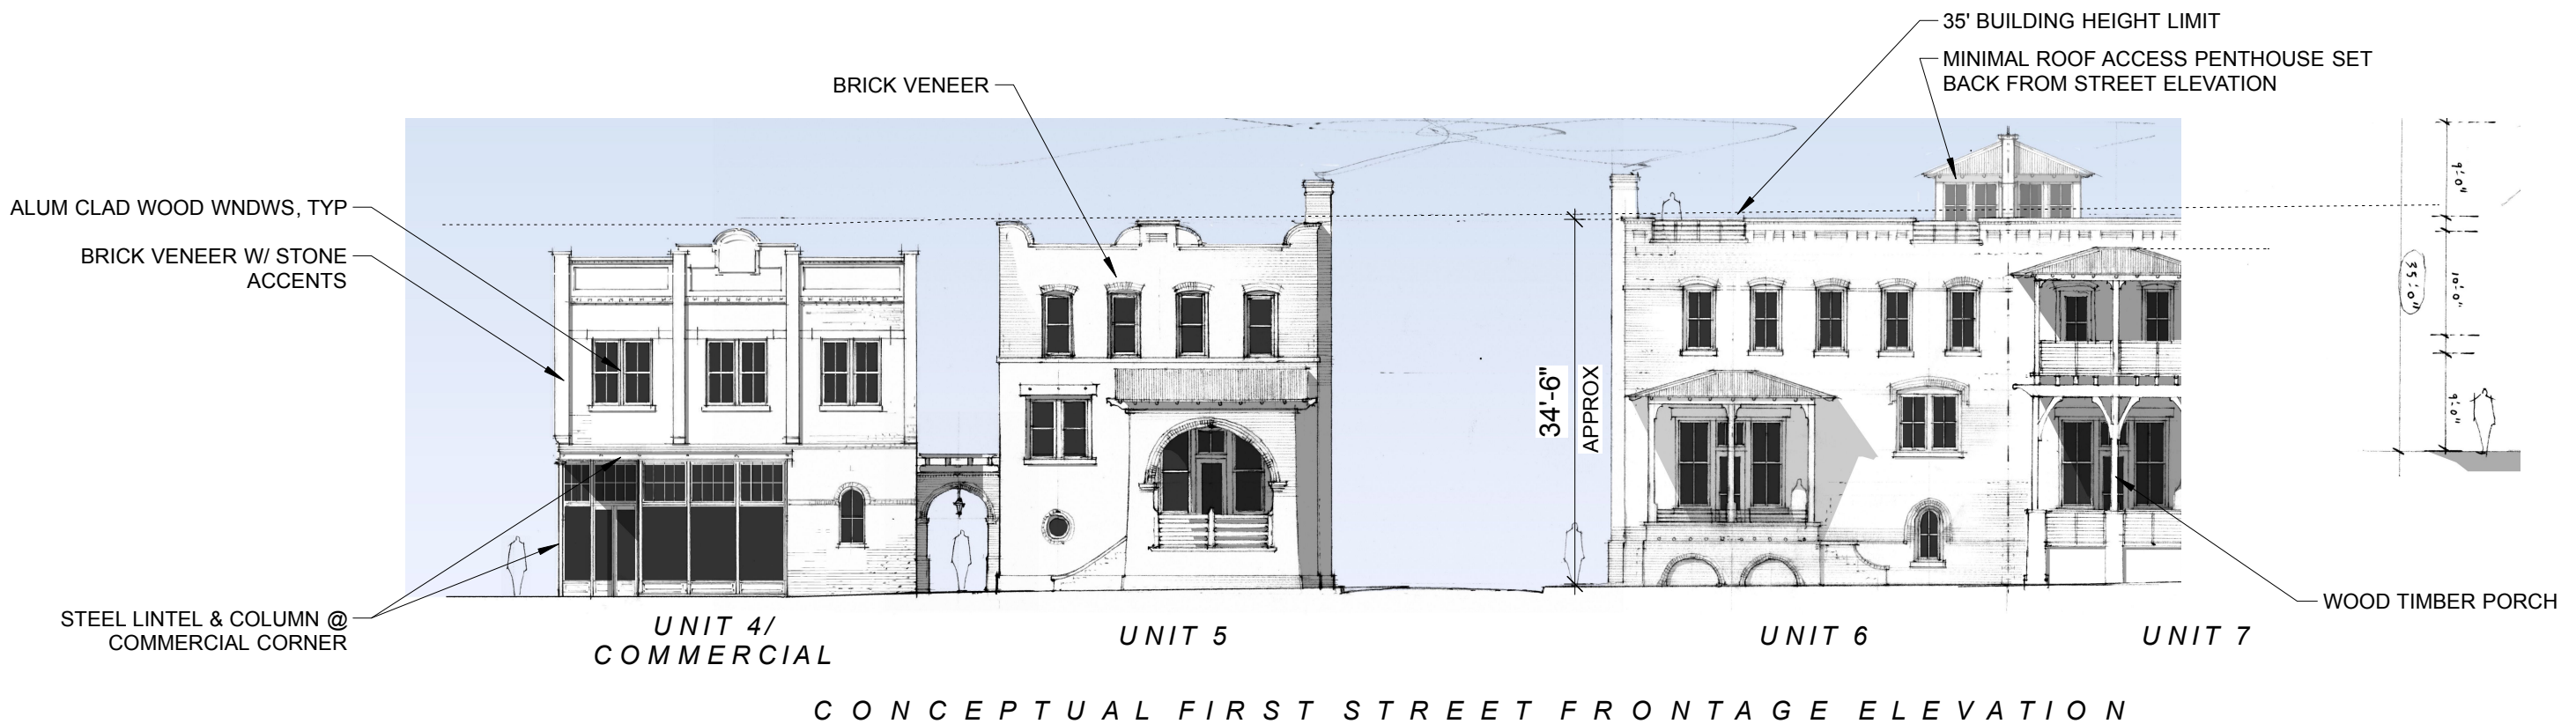 35' BUILDING HEIGHT LIMIT
MINIMAL ROOF ACCESS PENTHOUSE SET
BACK FROM STREET ELEVATION
BRICK VENEER
ALUM CLAD WOOD WNDWS, TYP
BRICK VENEER W/ STONE
ACCENTS
STEEL LINTEL & COLUMN @
COMMERCIAL CORNER
34'-6"
APPROX
9'-0"
10'-0"
9'-0"
35'-0"
WOOD TIMBER PORCH
UNIT 4/
COMMERCIAL
UNIT 5
UNIT 6
UNIT 7
CONCEPTUAL FIRST STREET FRONTAGE ELEVATION